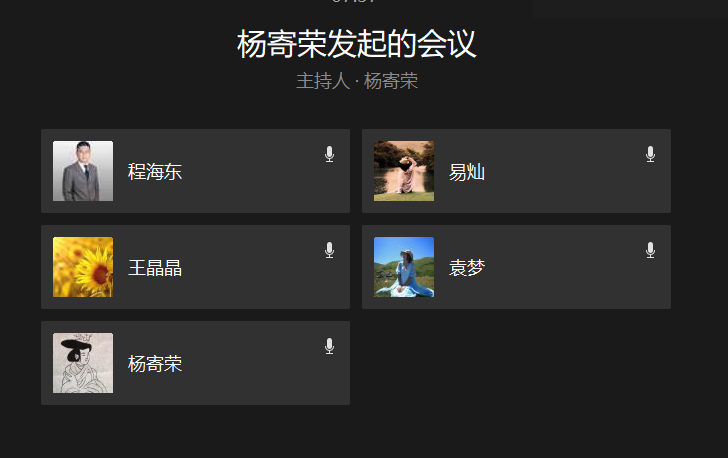 杨寄荣发起的会议
主持人 · 杨寄荣
程海东
易灿
王晶晶
袁梦
杨寄荣